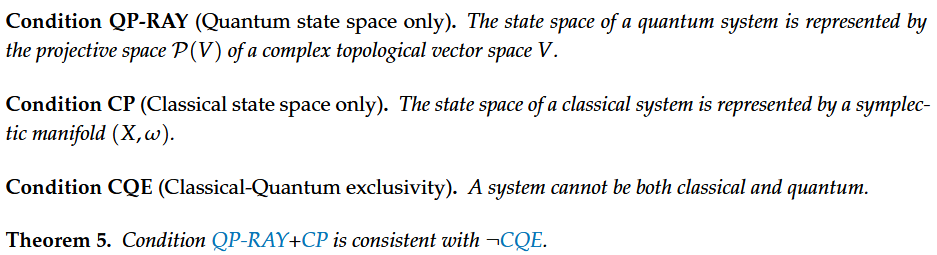 Condition QP-RAY (Quantum state space only). The state space of a quantum system is represented by
the projective space P(V) of a complex topological vector space V.
Condition CP (Classical state space only). The state space of a classical system is represented by a symplec-
tic manifold (X, ω).
Condition CQE (Classical-Quantum exclusivity). A system cannot be both classical and quantum.
Theorem 5. Condition QP-RAY+CP is consistent with ¬CQE.